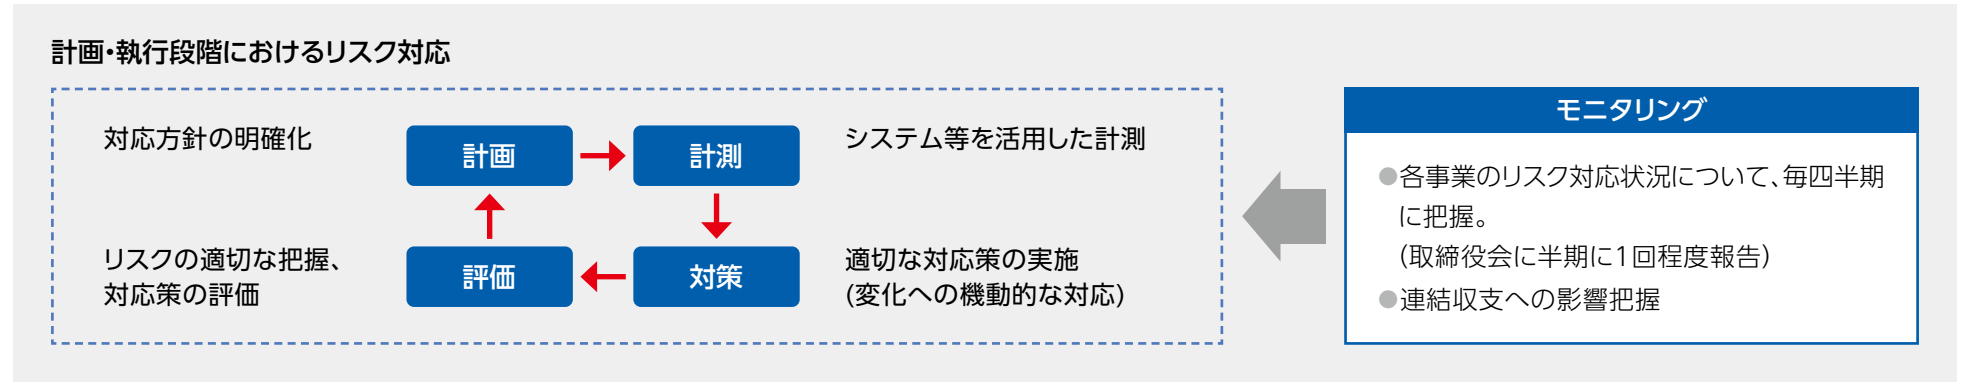 計画・執行段階におけるリスク対応
対応方針の明確化
計画
計測
システム等を活用した計測
リスクの適切な把握、
対応策の評価
評価
対策
適切な対応策の実施
(変化への機動的な対応)
モニタリング
●各事業のリスク対応状況について、毎四半期
に把握。
(取締役会に半期に1回程度報告)
●連結収支への影響把握